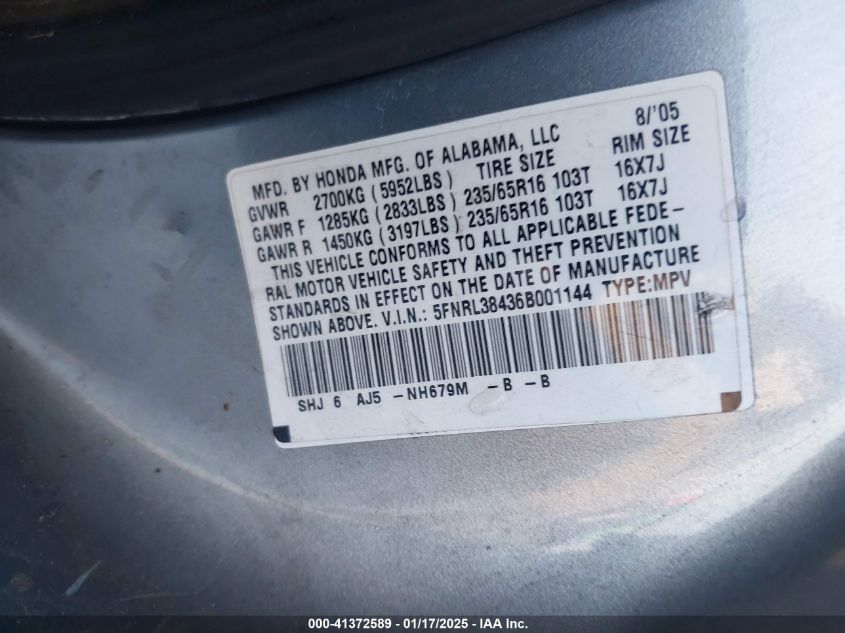 8/'05
MFD. BY HONDA MFG. OF ALABAMA, LLC
GVWR 2700KG (5952LBS) TIRE SIZE RIM SIZE
GAWR F 1285KG (2833LBS) 235/65R16 103T 16X7J
GAWR R 1450KG (3197LBS) 235/65R16 103T 16X7J
THIS VEHICLE CONFORMS TO ALL APPLICABLE FEDE-
RAL MOTOR VEHICLE SAFETY AND THEFT PREVENTION
STANDARDS IN EFFECT ON THE DATE OF MANUFACTURE
SHOWN ABOVE. V.I.N.: 5FNRL38436B001144 TYPE:MPV
SHJ 6 AJ5 -NH679M -B -B
000-41372589 - 01/17/2025 - IAA Inc.